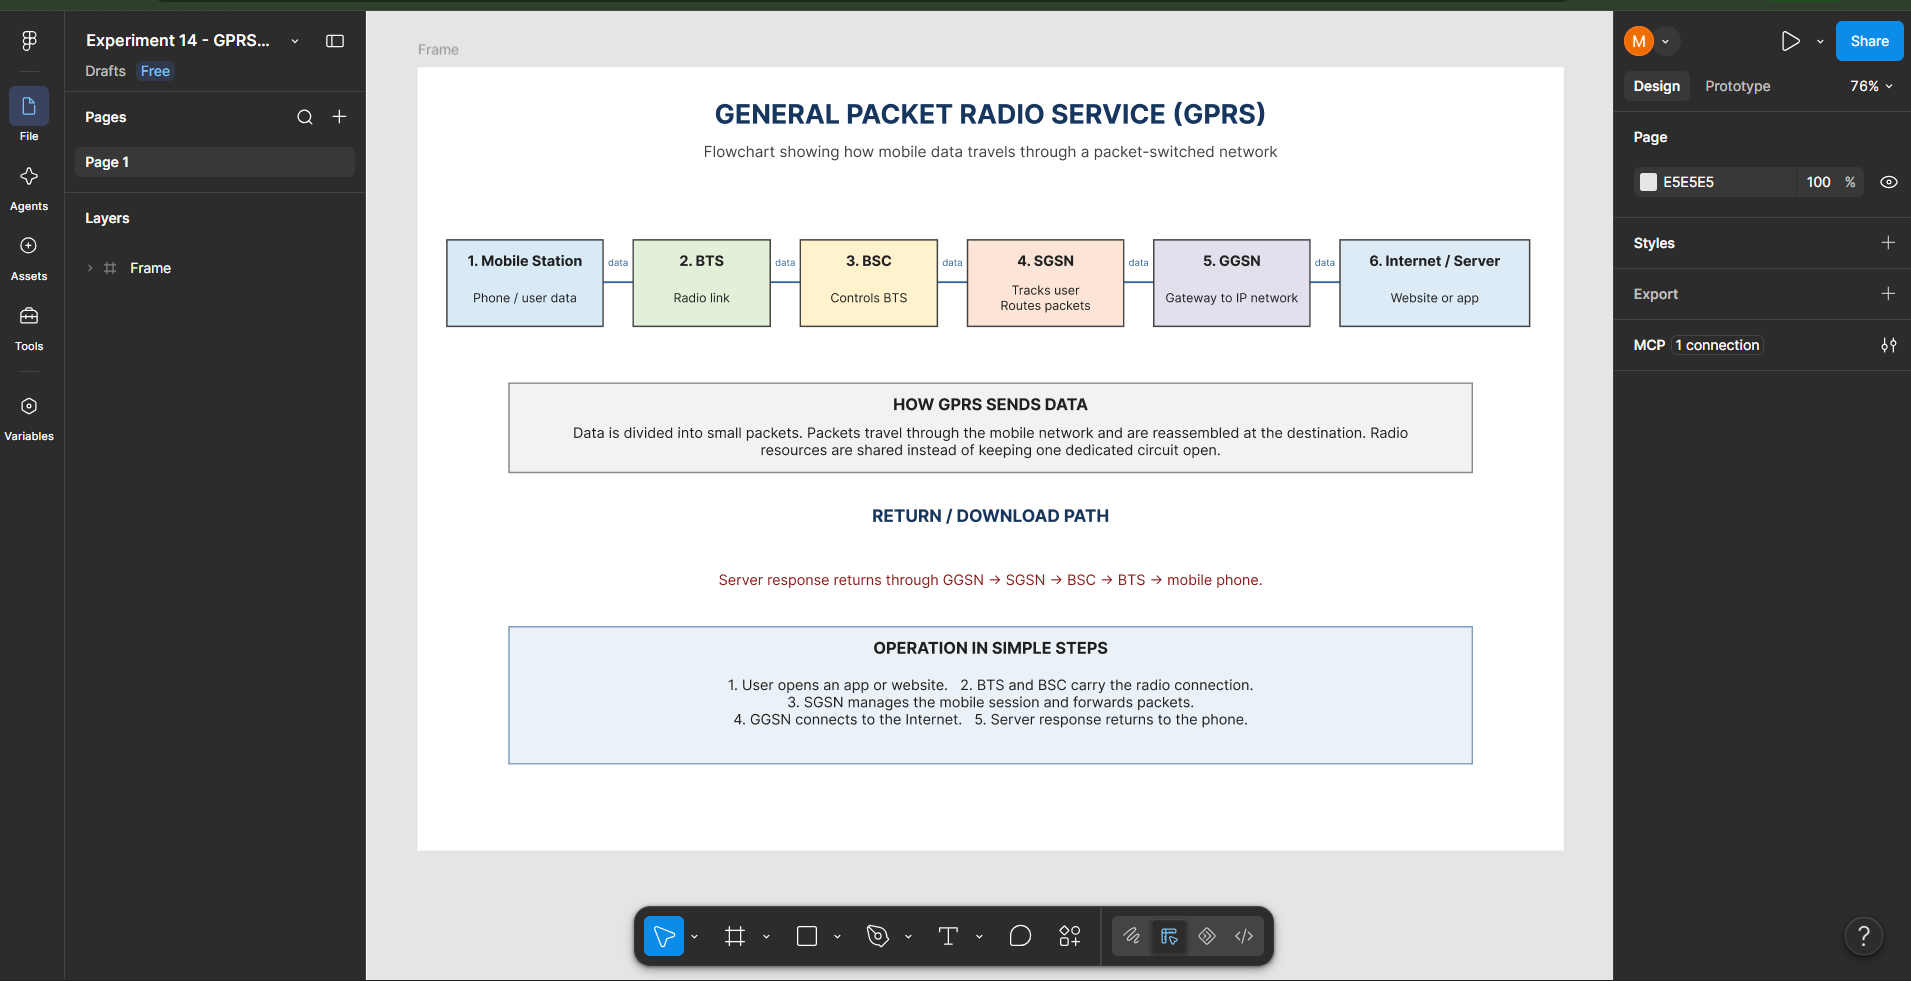 Experiment 14 - GPRS...
Drafts Free
Pages
Page 1
Layers
Frame
File
Agents
Assets
Tools
Variables
Frame
GENERAL PACKET RADIO SERVICE (GPRS)
Flowchart showing how mobile data travels through a packet-switched network
1. Mobile Station
Phone / user data
data
2. BTS
Radio link
data
3. BSC
Controls BTS
data
4. SGSN
Tracks user
Routes packets
data
5. GGSN
Gateway to IP network
data
6. Internet / Server
Website or app
HOW GPRS SENDS DATA
Data is divided into small packets. Packets travel through the mobile network and are reassembled at the destination. Radio
resources are shared instead of keeping one dedicated circuit open.
RETURN / DOWNLOAD PATH
Server response returns through GGSN → SGSN → BSC → BTS → mobile phone.
OPERATION IN SIMPLE STEPS
1. User opens an app or website. 2. BTS and BSC carry the radio connection.
3. SGSN manages the mobile session and forwards packets.
4. GGSN connects to the Internet. 5. Server response returns to the phone.
M
Share
Design Prototype 76%
Page
E5E5E5 100 %
Styles
Export
MCP 1 connection
?